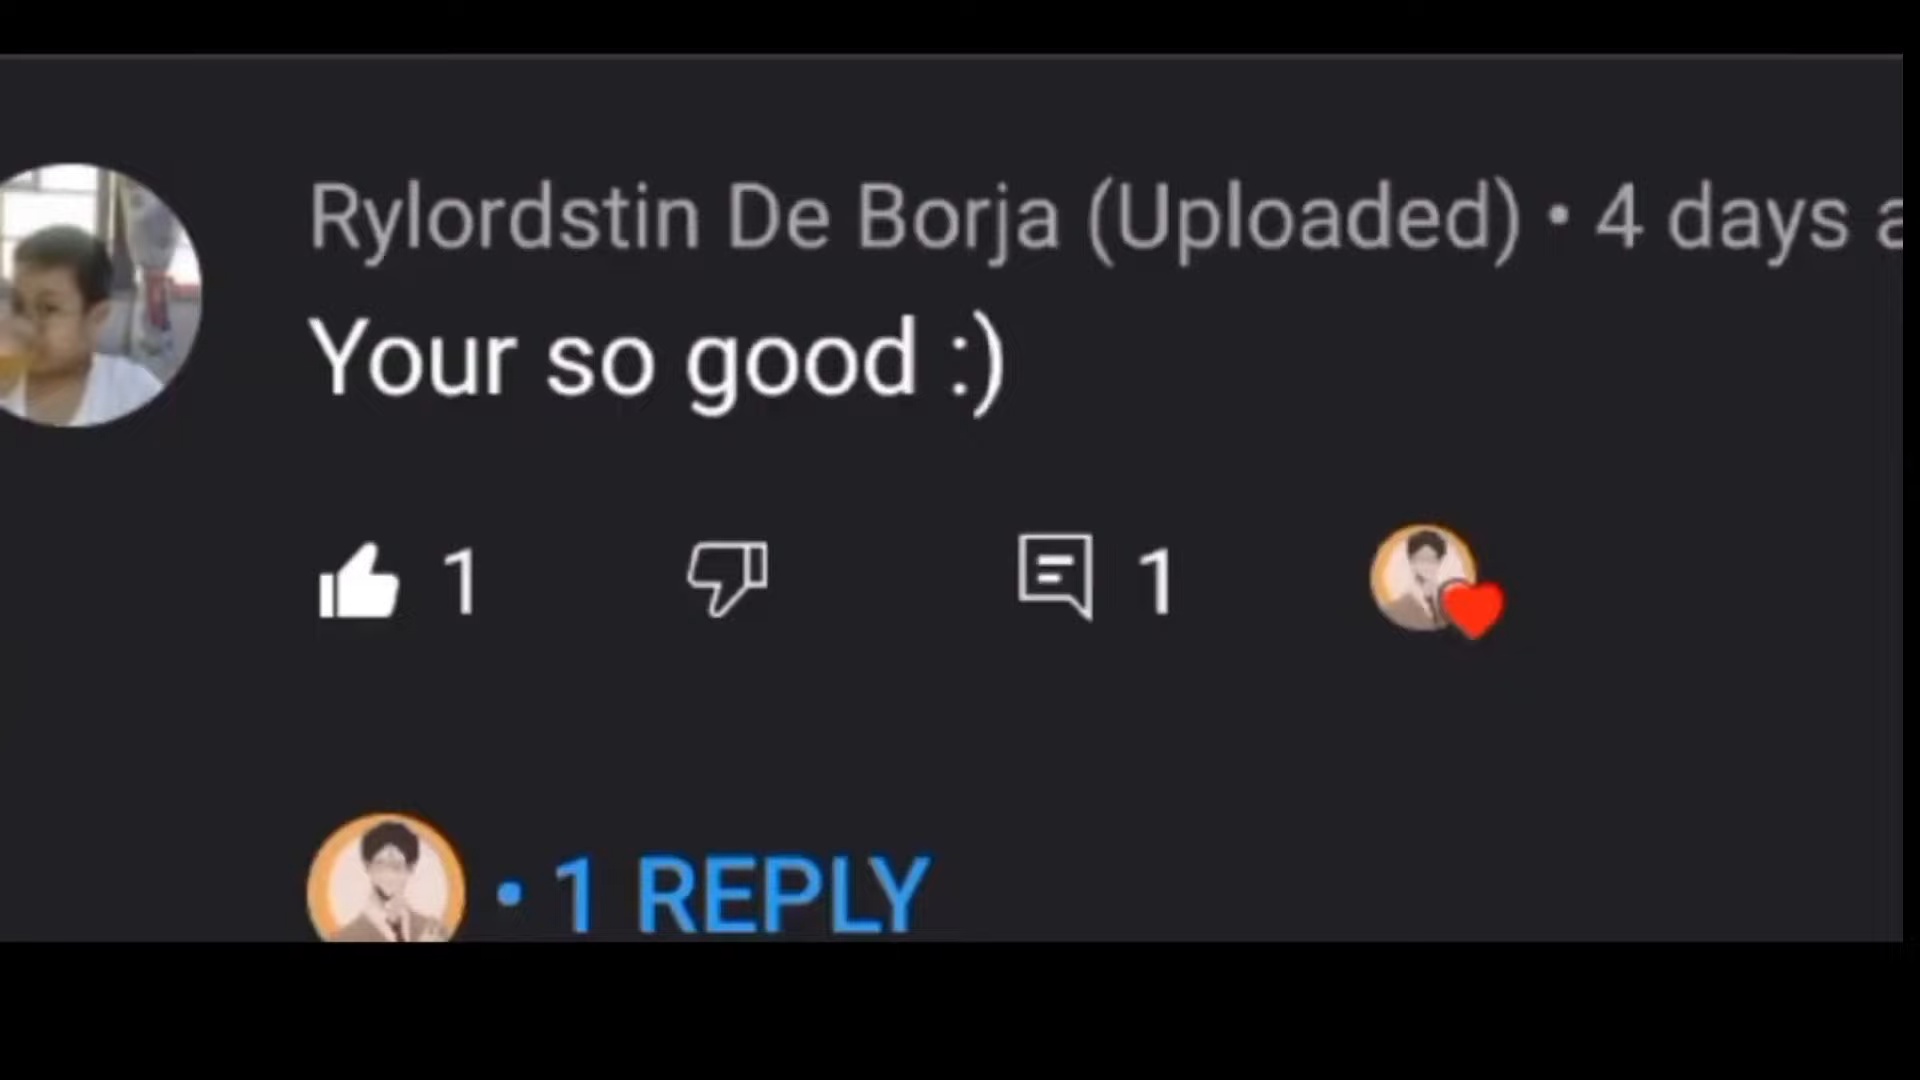 Rylordstin De Borja (Uploaded) • 4 days a
Your so good :)
1 1
• 1 REPLY